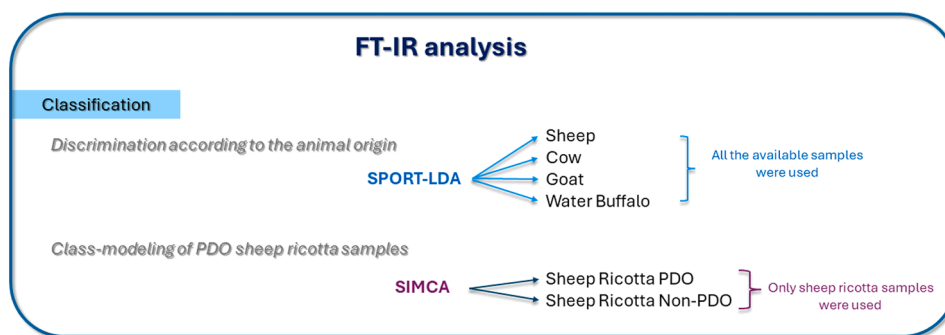 FT-IR analysis
Classification
Discrimination according to the animal origin
SPORT-LDA
Sheep
Cow
Goat
Water Buffalo
All the available samples
were used
Class-modeling of PDO sheep ricotta samples
SIMCA
Sheep Ricotta PDO
Sheep Ricotta Non-PDO
Only sheep ricotta samples
were used